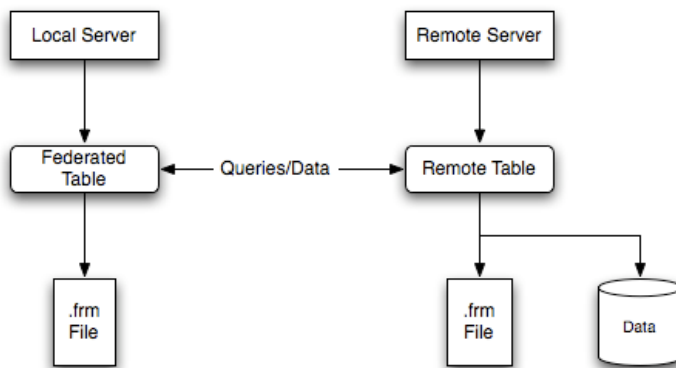 Local Server
Remote Server
Federated
Table
Queries/Data
Remote Table
.frm
File
.frm
File
Data